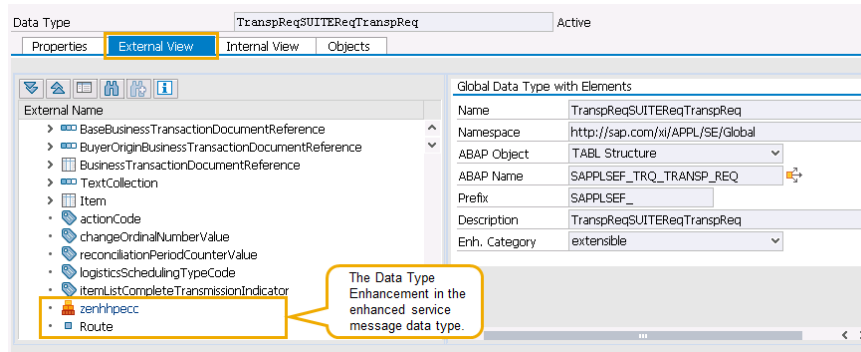 Data Type TranspReqSUITEReqTranspReq Active
Properties External View Internal View Objects
External Name
BaseBusinessTransactionDocumentReference
BuyerOriginBusinessTransactionDocumentReference
BusinessTransactionDocumentReference
TextCollection
Item
actionCode
changeOrdinalNumberValue
reconciliationPeriodCounterValue
logisticsSchedulingTypeCode
itemListCompleteTransmissionIndicator
zenhhpecc
Route
The Data Type
Enhancement in the
enhanced service
message data type.
Global Data Type with Elements
Name TranspReqSUITEReqTranspReq
Namespace http://sap.com/xi/APPL/SE/Global
ABAP Object TABL Structure
ABAP Name SAPPLSEF_TRQ_TRANSP_REQ
Prefix SAPPLSEF_
Description TranspReqSUITEReqTranspReq
Enh. Category extensible